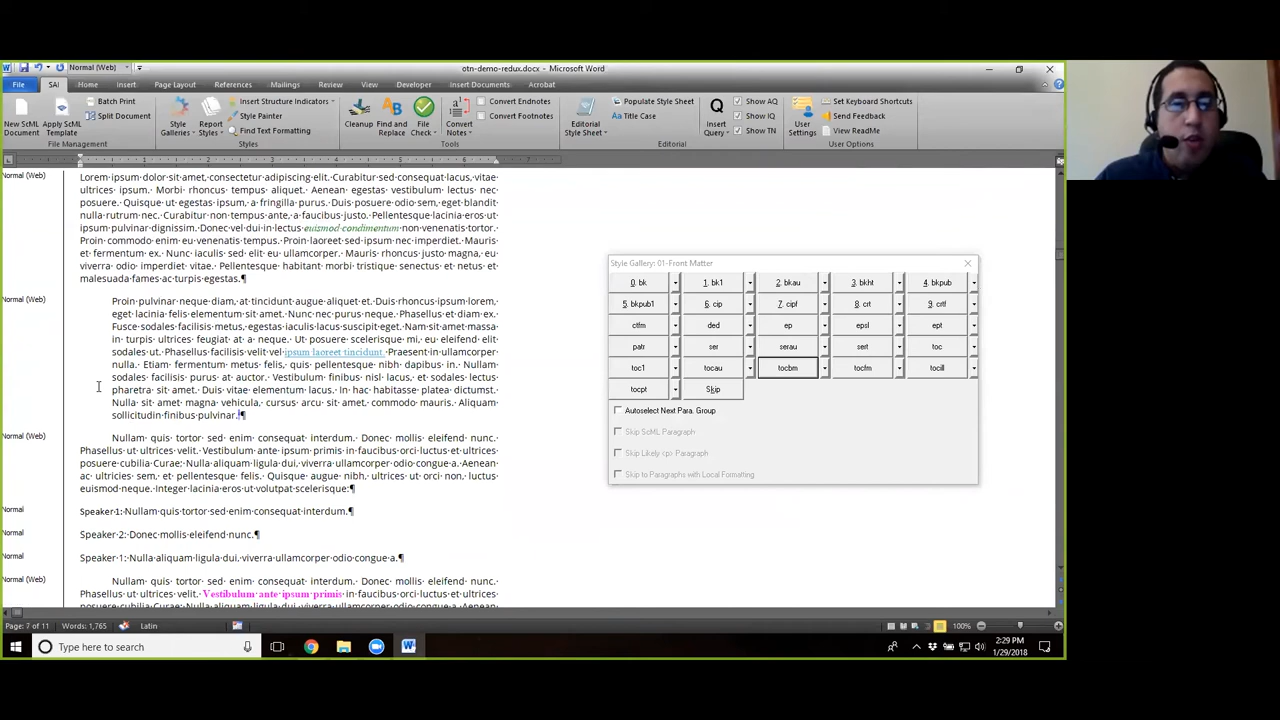 Normal (Web)
otn-demo-redux.docx - Microsoft Word
File SAI Home Insert Page Layout References Mailings Review View Developer Insert Documents Acrobat
New ScML Document
Apply ScML Template
Batch Print
Split Document
File Management
Style Galleries
Report Styles
Insert Structure Indicators
Style Painter
Find Text Formatting
Styles
Cleanup
Find and Replace
File Check
Convert Notes
Convert Endnotes
Convert Footnotes
Tools
Editorial Style Sheet
Populate Style Sheet
Title Case
Insert Query
Show AQ
Show IQ
Show TN
Editorial
User Settings
Set Keyboard Shortcuts
Send Feedback
View ReadMe
User Options
1 2 3 4 5 6 7
Normal (Web)
Lorem·ipsum·dolor·sit·amet,·consectetur·adipiscing·elit.·Curabitur·sed·consequat·lacus,·vitae·
ultrices· ipsum.· Morbi· rhoncus· tempus· aliquet.· Aenean· egestas· vestibulum· lectus· nec·
posuere.· Quisque· ut· egestas· ipsum,· a· fringilla· purus.· Duis· posuere· odio· sem,· eget· blandit·
nulla·rutrum·nec.·Curabitur·non·tempus·ante,·a·faucibus·justo.·Pellentesque·lacinia·eros·ut·
ipsum·pulvinar·dignissim.·Donec·vel·dui·in·lectus·euismod·condimentum·non·venenatis·tortor.·
Proin· commodo· enim· eu· venenatis· tempus.· Proin· laoreet· sed· ipsum· nec· imperdiet.· Mauris·
et·fermentum·ex.· Nunc· iaculis· sed· elit· eu· bibendum.· Quisque· posuere· justo· magna,· eu·
viverra· odio· imperdiet· vitae.· Pellentesque· habitant· morbi· tristique· senectus· et· netus· et·
malesuada·fames·ac·turpis·egestas.¶
Normal (Web)
Proin·pulvinar·neque·diam,·at·tincidunt·augue·aliquet·et.·Duis·rhoncus·ipsum·lorem,·
eget·lacinia·felis·elementum·sit·amet.·Nunc·nec·purus·et·metus·pharetra·et·diam·ex.·
Fusce·sodales·facilisis·metus,·egestas·iaculis·lacus·suscipit·eget.·Nam·sit·amet·massa·
in·turpis·ultricies·feugiat·at·a·neque.·Ut·posuere·scelerisque·mi,·eu·dapibus·enim·
sodales·ut.·Phasellus·facilisis·velit·vel·ipsum·laoreet·tincidunt.·Praesent·in·ullamcorper·
nulla.· Etiam· fermentum· metus· felis,· quis· pellentesque· nibh· dapibus· in.· Nullam·
sodales· facilisis· purus· at· auctor.· Vestibulum· finibus· nisl· lacus,· et· sodales· lectus·
pharetra· sit· amet.· Duis· vitae· elementum· lacus.· In· hac· habitasse· platea· dictumst.·
Nulla· sit· amet· magna· vehicula,· cursus· arcu· sit· amet,· commodo· mauris.· Aliquam·
sollicitudin·finibus·pulvinar.·¶
Normal (Web)
Nullam· quis· tortor· sed· enim· consequat· interdum.· Donec· mollis· eleifend· nunc.·
Phasellus· ut· ultrices· velit.· Vestibulum· ante· ipsum· primis· in· faucibus· orci· luctus· et· ultrices·
posuere·cubilia·Curae;·Nulla·aliquam·ligula·dui,·viverra·ullamcorper·odio·congue·a.·Aenean·
ac· ultricies· sem,· et· pellentesque· felis.· Quisque· augue· nibh,· ultrices· ut· orci· non,· luctus·
euismod·neque.·Integer·lacinia·eros·ut·volutpat·scelerisque:¶
Normal
Speaker·1:·Nullam·quis·tortor·sed·enim·consequat·interdum.¶
Normal
Speaker·2:·Donec·mollis·eleifend·nunc.¶
Normal
Speaker·1:·Nulla·aliquam·ligula·dui,·viverra·ullamcorper·odio·congue·a.¶
Normal (Web)
Nullam· quis· tortor· sed· enim· consequat· interdum.· Donec· mollis· eleifend· nunc.·
Phasellus·ut·ultrices·velit.·Vestibulum·ante·ipsum·primis·in·faucibus·orci·luctus·et·ultrices·
Style Gallery: 01-Front Matter
0. bk 1. bk1 2. bkau 3. bkht 4. bkpub
5. bkpub1 6. cip 7. cipf 8. crt 9. crtf
ctfm ded ep epsl ept
patr ser serau sert toc
toc1 tocau tocbm tocfm tocill
tocpt Skip
Autoselect Next Para. Group
Skip ScML Paragraph
Skip Likely <p> Paragraph
Skip to Paragraphs with Local Formatting
Page: 7 of 11 Words: 1,765 Latin 100%
Type here to search
2:29 PM
1/29/2018